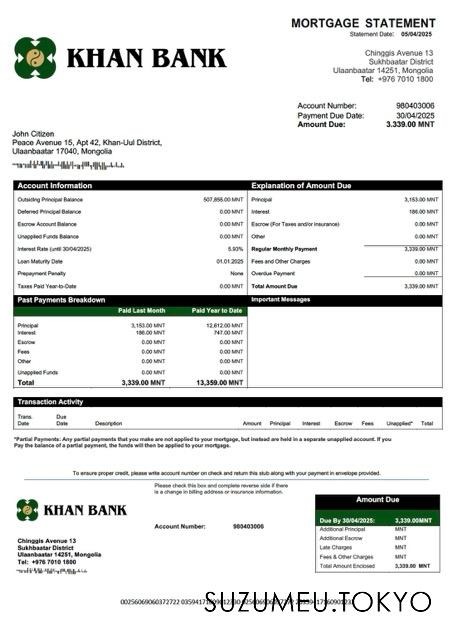 MORTGAGE STATEMENT
Statement Date: 05/04/2025
KHAN BANK
Chinggis Avenue 13
Sukhbaatar District
Ulaanbaatar 14251, Mongolia
Tel: +976 7010 1800
Account Number: 980403006
Payment Due Date: 30/04/2025
Amount Due: 3.339.00 MNT
John Citizen
Peace Avenue 15, Apt 42, Khan-Uul District,
Ulaanbaatar 17040, Mongolia
Account Information
Outsiding Principal Balance 507,855.00 MNT
Deferred Principal Balance 0.00 MNT
Escrow Account Balance 0.00 MNT
Unapplied Funds Balance 0.00 MNT
Interest Rate (until 30/04/2025) 5.93%
Loan Maturity Date 01.01.2025
Prepayment Penalty None
Taxes Paid Year-to-Date 0.00 MNT
Explanation of Amount Due
Principal 3,153.00 MNT
Interest 186.00 MNT
Escrow (For Taxes and/or Insurance) 0.00 MNT
Other 0.00 MNT
Regular Monthly Payment 3,339.00 MNT
Fees and Other Charges 0.00 MNT
Overdue Payment 0.00 MNT
Total Amount Due 3,339.00 MNT
Past Payments Breakdown
Paid Last Month Paid Year to Date
Principal 3,153.00 MNT 12,612.00 MNT
Interest 186.00 MNT 747.00 MNT
Escrow 0.00 MNT 0.00 MNT
Fees 0.00 MNT 0.00 MNT
Other 0.00 MNT 0.00 MNT
Unapplied Funds 0.00 MNT 0.00 MNT
Total 3,339.00 MNT 13,359.00 MNT
Important Messages
Transaction Activity
Trans. Date Due Date Description Amount Principal Interest Escrow Fees Unapplied* Total
*Partial Payments: Any partial payments that you make are not applied to your mortgage, but instead are held in a separate unapplied account. If you
Pay the balance of a partial payment, the funds will then be applied to your mortgage.
To ensure proper credit, please write account number on check and return this stub along with your payment in envelope provided.
Please check this box and complete reverse side if there
is a change in billing address or insurance information.
KHAN BANK
Account Number: 980403006
Chinggis Avenue 13
Sukhbaatar District
Ulaanbaatar 14251, Mongolia
Tel: +976 7010 1800
Amount Due
Due By 30/04/2025: 3,339.00MNT
Additional Principal MNT
Additional Escrow MNT
Late Charges MNT
Fees & Other Charges MNT
Total Amount Enclosed 3,339.00 MNT
SUZUMEU.TOKYO